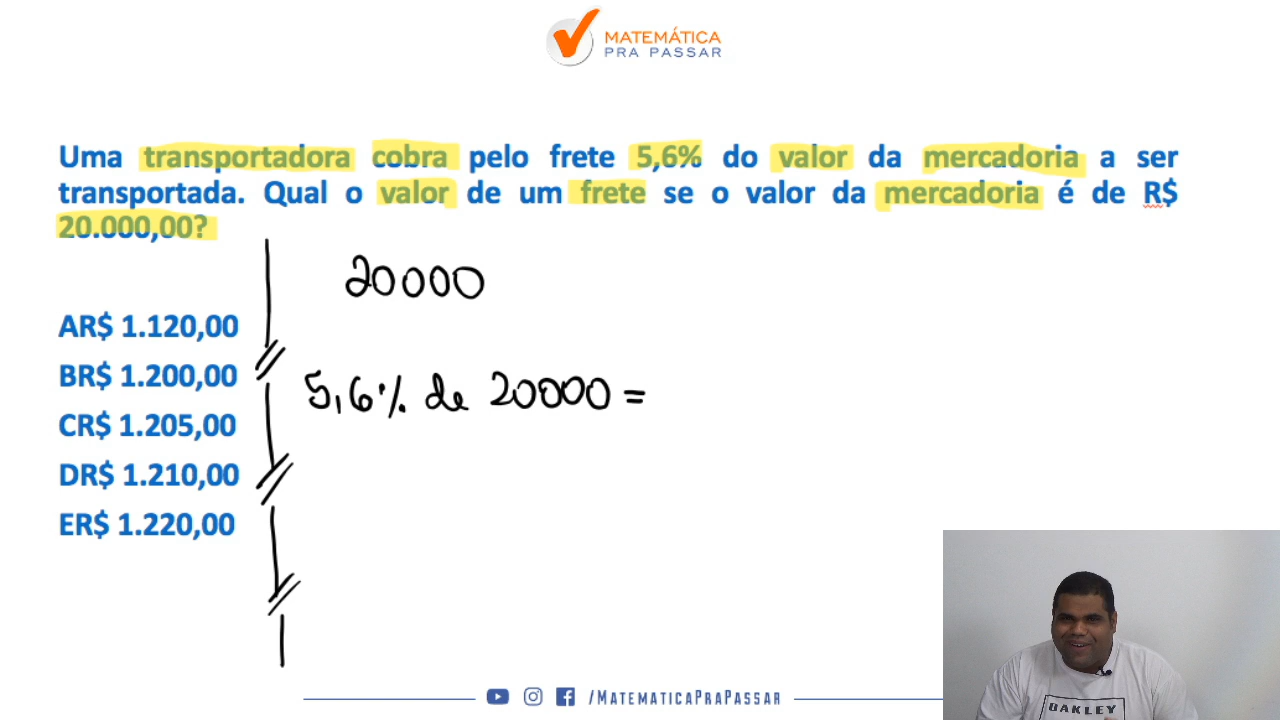 MATEMÁTICA
PRA PASSAR
Uma transportadora cobra pelo frete 5,6% do valor da mercadoria a ser
transportada. Qual o valor de um frete se o valor da mercadoria é de R$
20.000,00?
20000
AR$ 1.120,00
BR$ 1.200,00
5,6% de 20000 =
CR$ 1.205,00
DR$ 1.210,00
ER$ 1.220,00
/MATEMATICAPRAPASSAR
OAKLEY